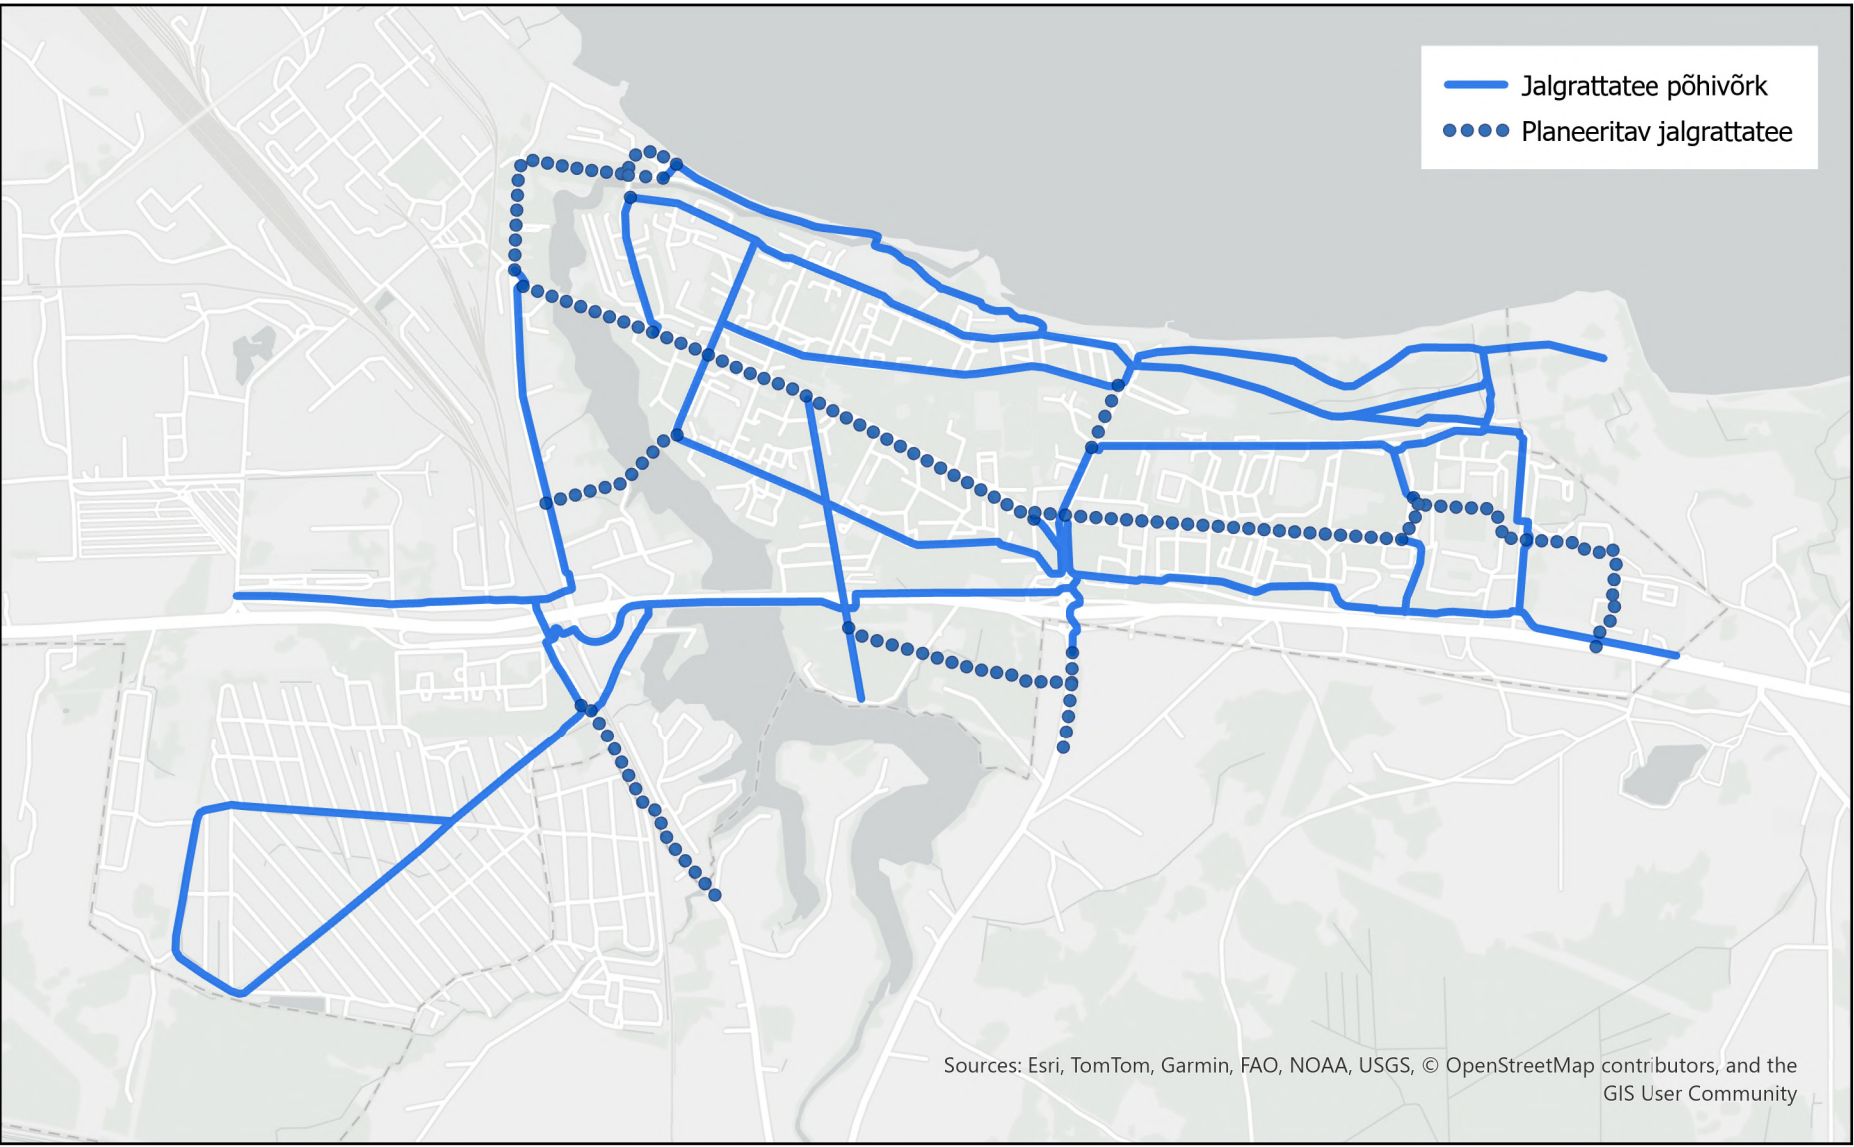 Jalgrattatee põhivõrk
Planeeritav jalgrattatee
Sources: Esri, TomTom, Garmin, FAO, NOAA, USGS, © OpenStreetMap contributors, and the
GIS User Community